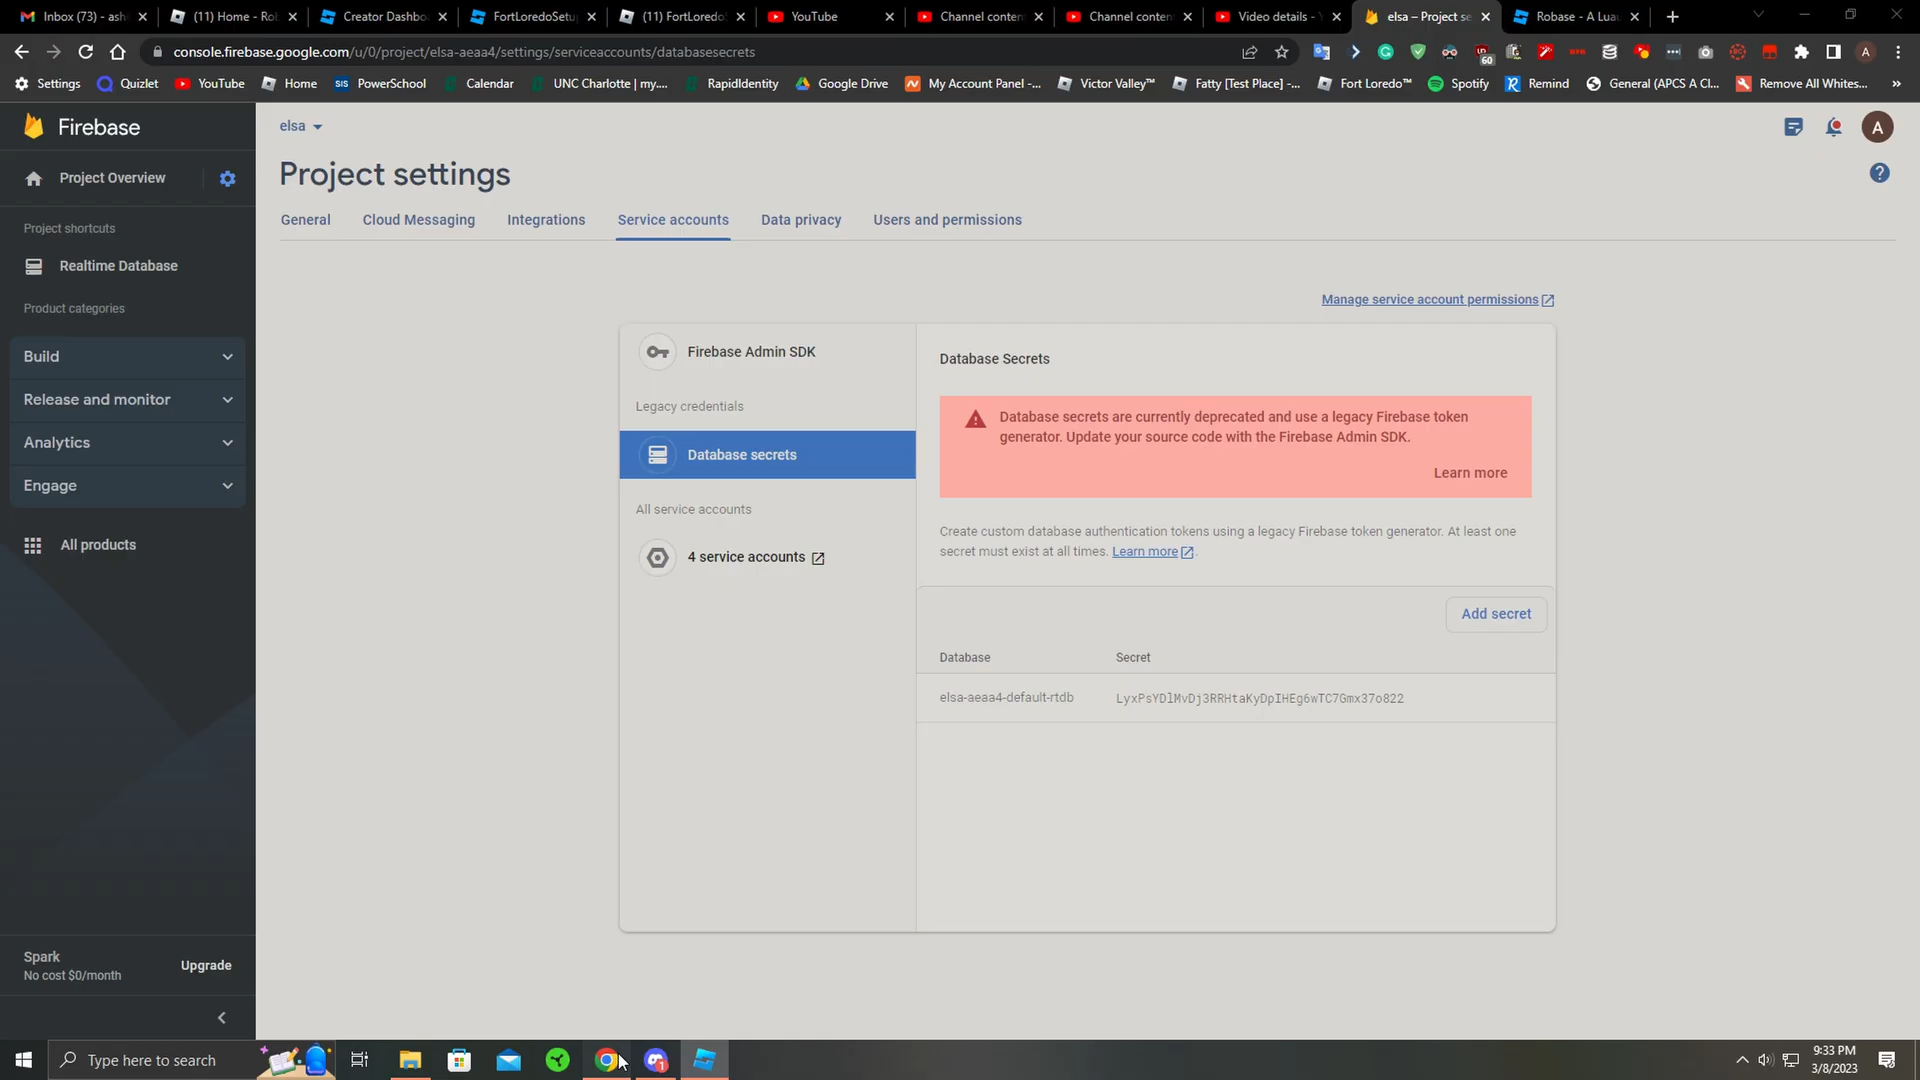 Inbox (73) - ash
(11) Home - Rob
Creator Dashbo
FortLoredoSetu
(11) FortLoredo
YouTube
Channel conten
Channel conten
Video details - Y
elsa – Project se
Robase - A Luau
console.firebase.google.com/u/0/project/elsa-aeaa4/settings/serviceaccounts/databasesecrets
60
A
Settings
Quizlet
YouTube
Home
SIS PowerSchool
Calendar
UNC Charlotte | my....
RapidIdentity
Google Drive
My Account Panel -...
Victor Valley™
Fatty [Test Place] -...
Fort Loredo™
Spotify
Remind
General (APCS A Cl...
Remove All Whites...
»
Firebase
elsa
A
Project Overview
Project settings
?
Project shortcuts
General
Cloud Messaging
Integrations
Service accounts
Data privacy
Users and permissions
Realtime Database
Product categories
Manage service account permissions
Build
Release and monitor
Analytics
Engage
All products
Firebase Admin SDK
Legacy credentials
Database secrets
All service accounts
4 service accounts
Database Secrets
Database secrets are currently deprecated and use a legacy Firebase token
generator. Update your source code with the Firebase Admin SDK.
Learn more
Create custom database authentication tokens using a legacy Firebase token generator. At least one
secret must exist at all times. Learn more.
Add secret
Database
Secret
elsa-aeaa4-default-rtdb
LyxPsYDlMvDj3RRHtaKyDpIHEg6wTC7Gmx37o822
Spark
No cost $0/month
Upgrade
Type here to search
1
9:33 PM
3/8/2023